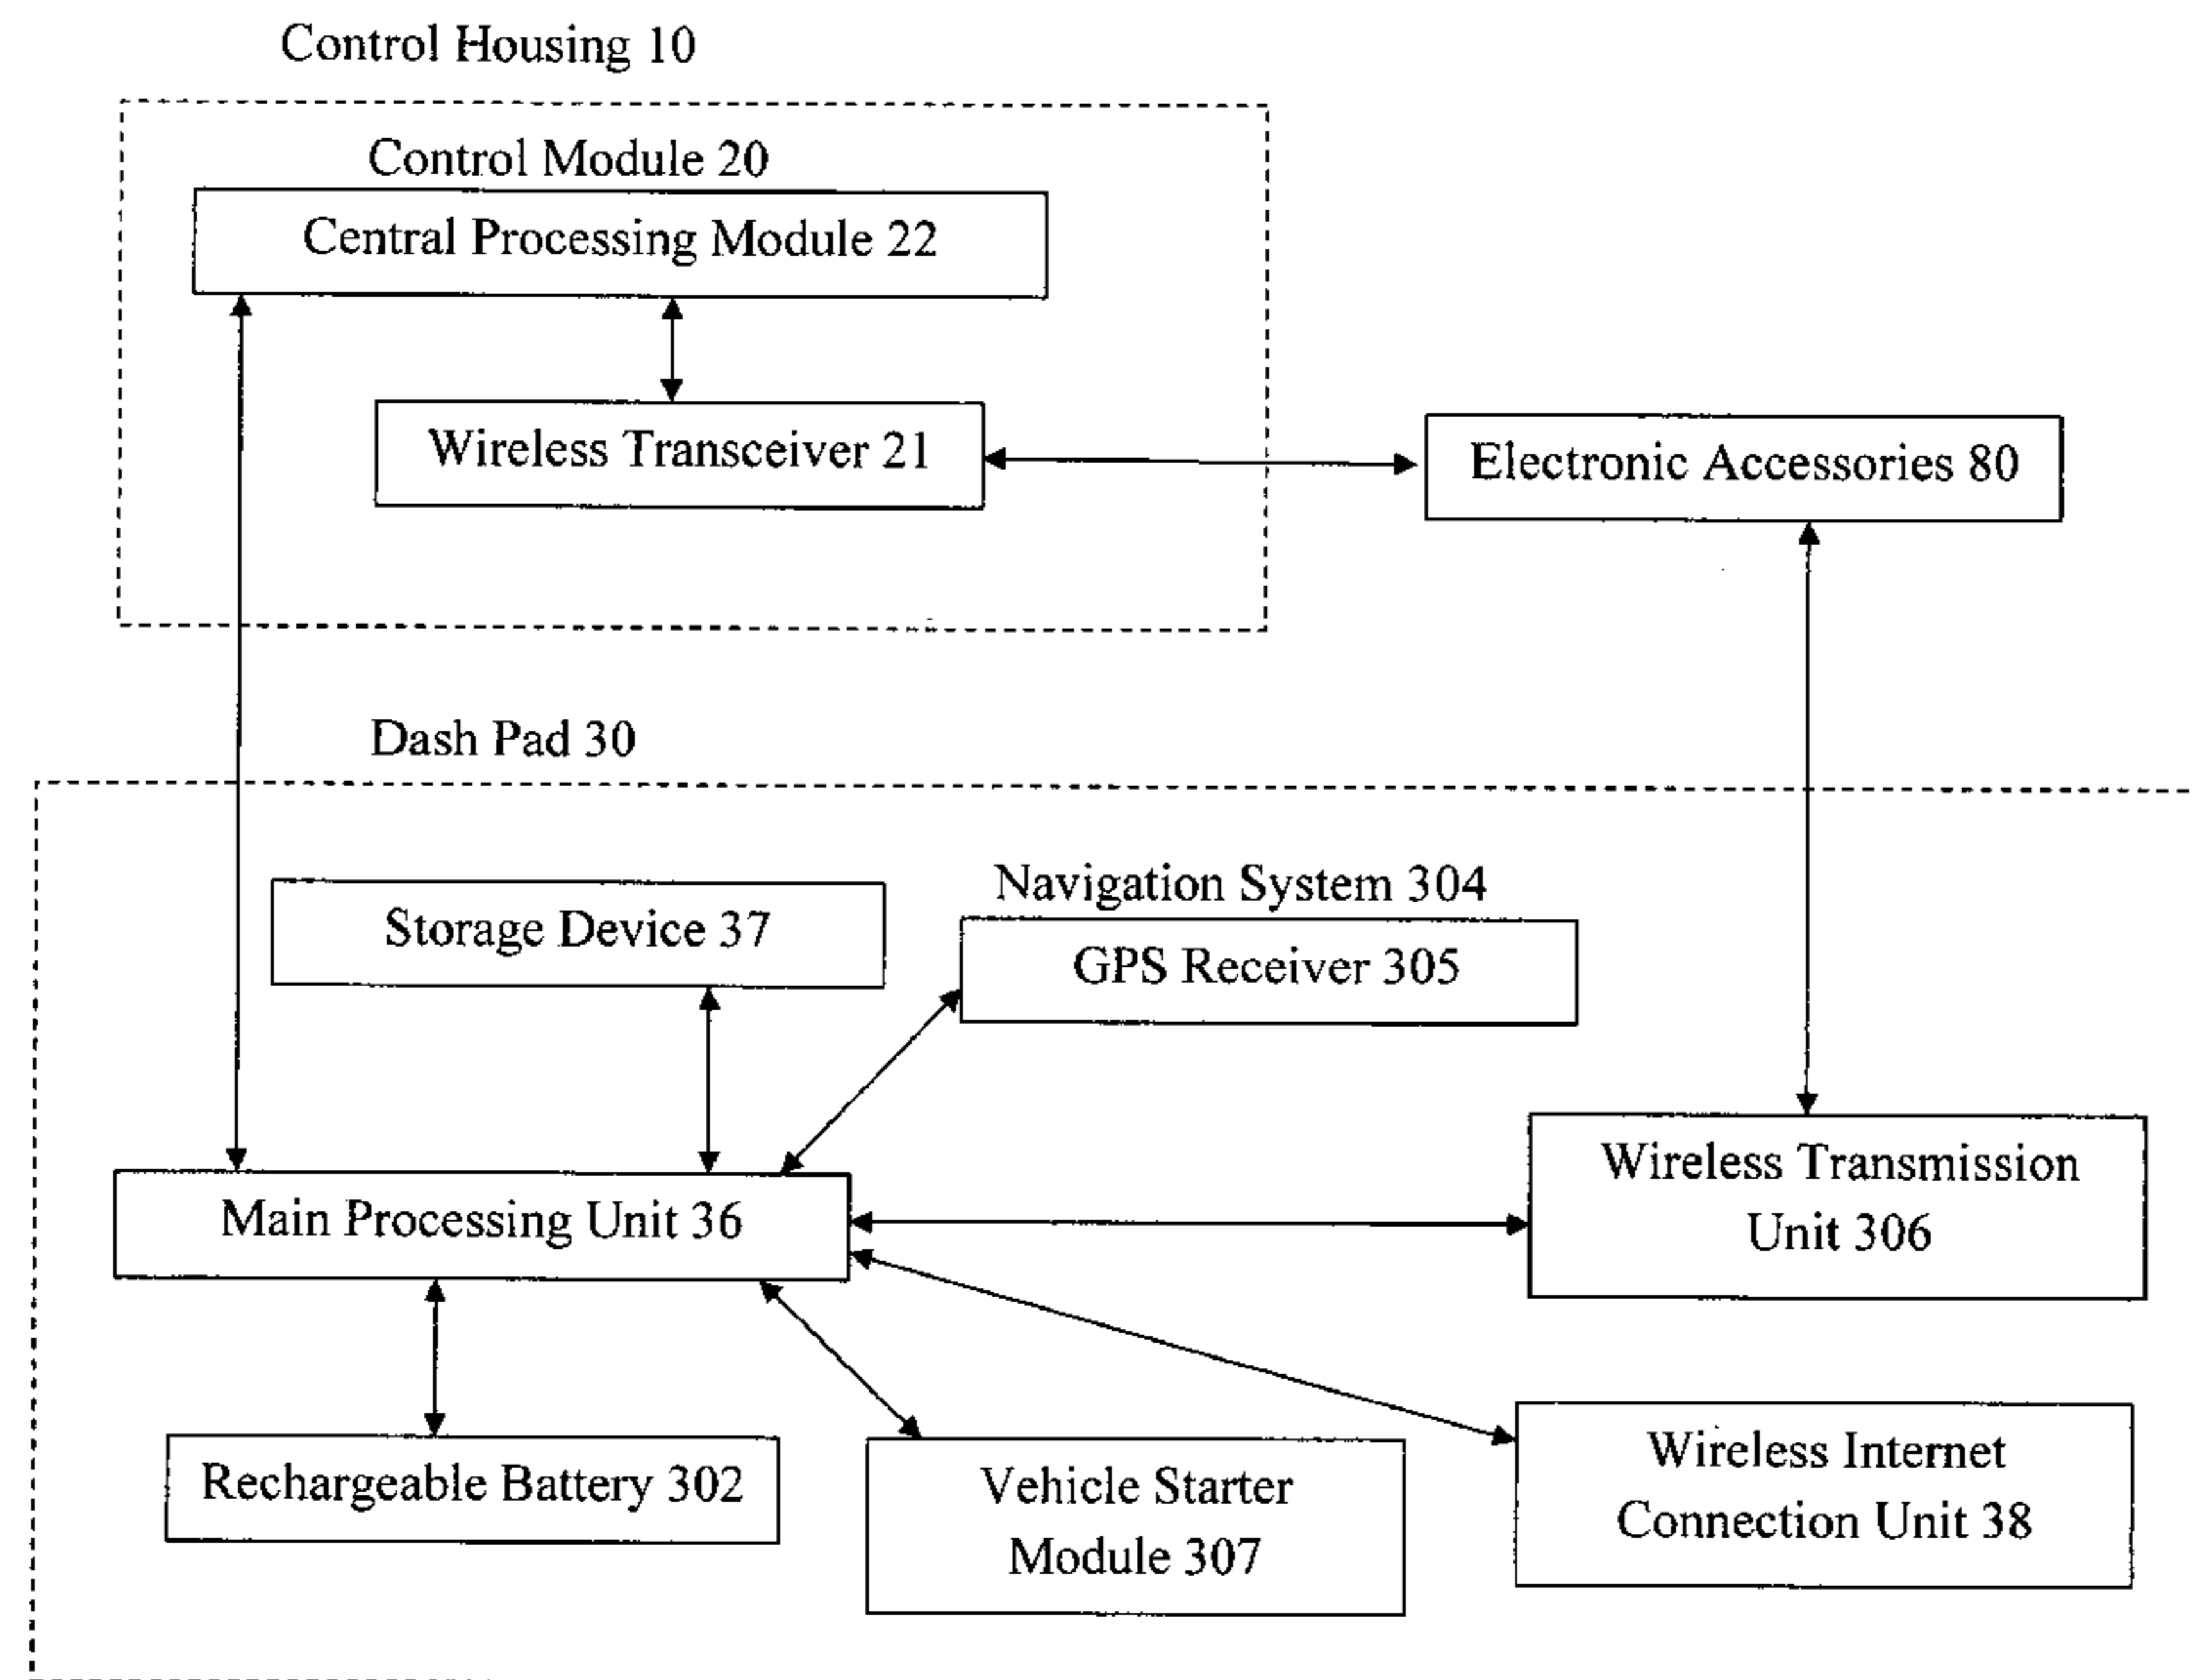 Control Housing 10
Control Module 20
Central Processing Module 22
Wireless Transceiver 21
Electronic Accessories 80
Dash Pad 30
Storage Device 37
Navigation System 304
GPS Receiver 305
Main Processing Unit 36
Wireless Transmission
Unit 306
Rechargeable Battery 302
Vehicle Starter
Module 307
Wireless Internet
Connection Unit 38